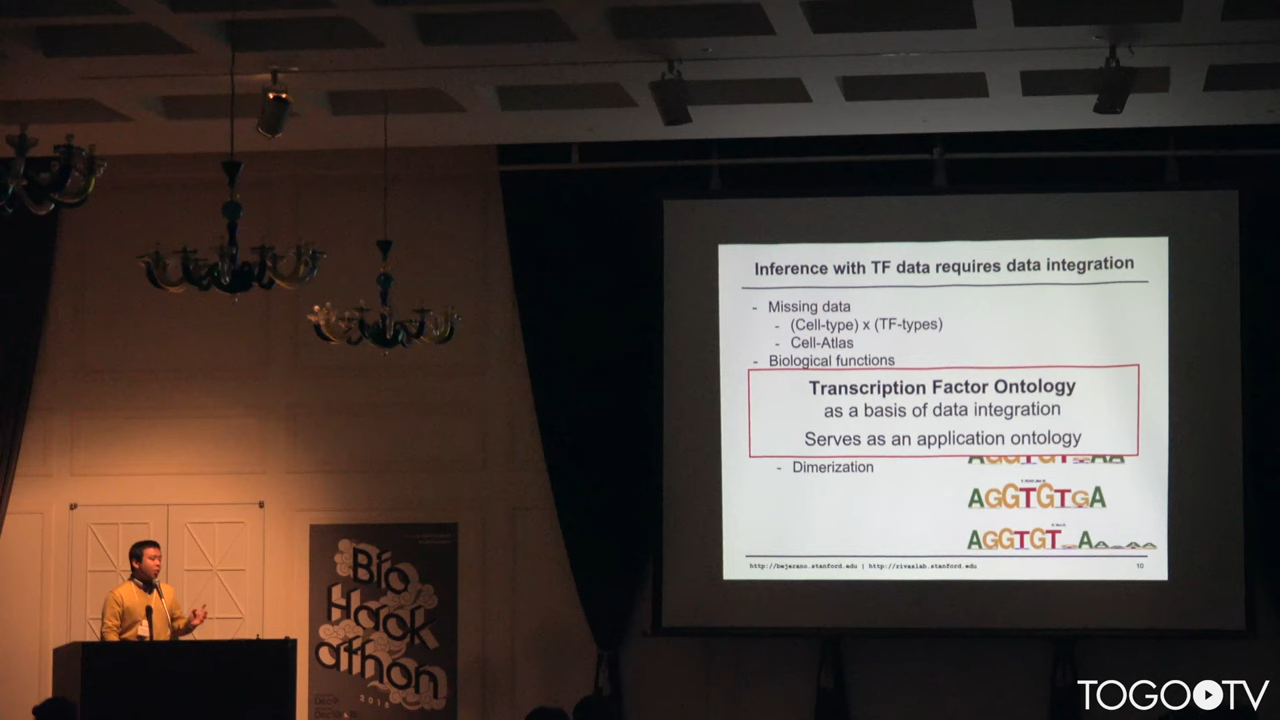 Inference with TF data requires data integration
- Missing data
- (Cell-type) x (TF-types)
- Cell-Atlas
- Biological functions
Transcription Factor Ontology
as a basis of data integration
Serves as an application ontology
- Dimerization
AGGTGTGA
AGGTGT A
http://bejerano.stanford.edu | http://rivaslab.stanford.edu
10
Bio
Hack
athon
2018
TOGOTV